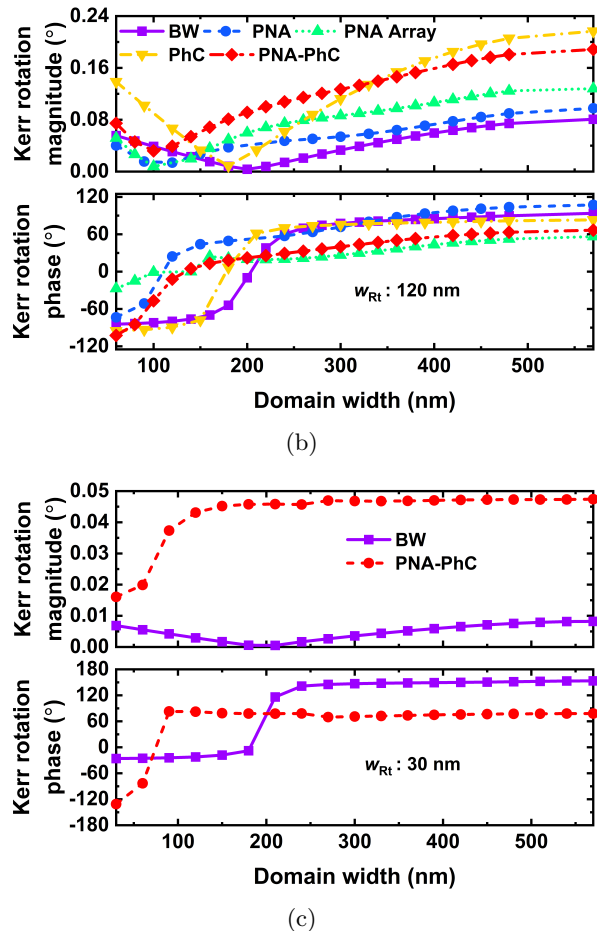 BW PNA PNA Array
PhC PNA-PhC
Kerr rotation
magnitude (°)
0.24
0.16
0.08
0.00
Kerr rotation
phase (°)
120
60
0
-60
-120
w_Rt : 120 nm
100 200 300 400 500
Domain width (nm)
(b)
Kerr rotation
magnitude (°)
0.05
0.04
0.03
0.02
0.01
0.00
BW
PNA-PhC
Kerr rotation
phase (°)
180
120
60
0
-60
-120
-180
w_Rt : 30 nm
100 200 300 400 500
Domain width (nm)
(c)